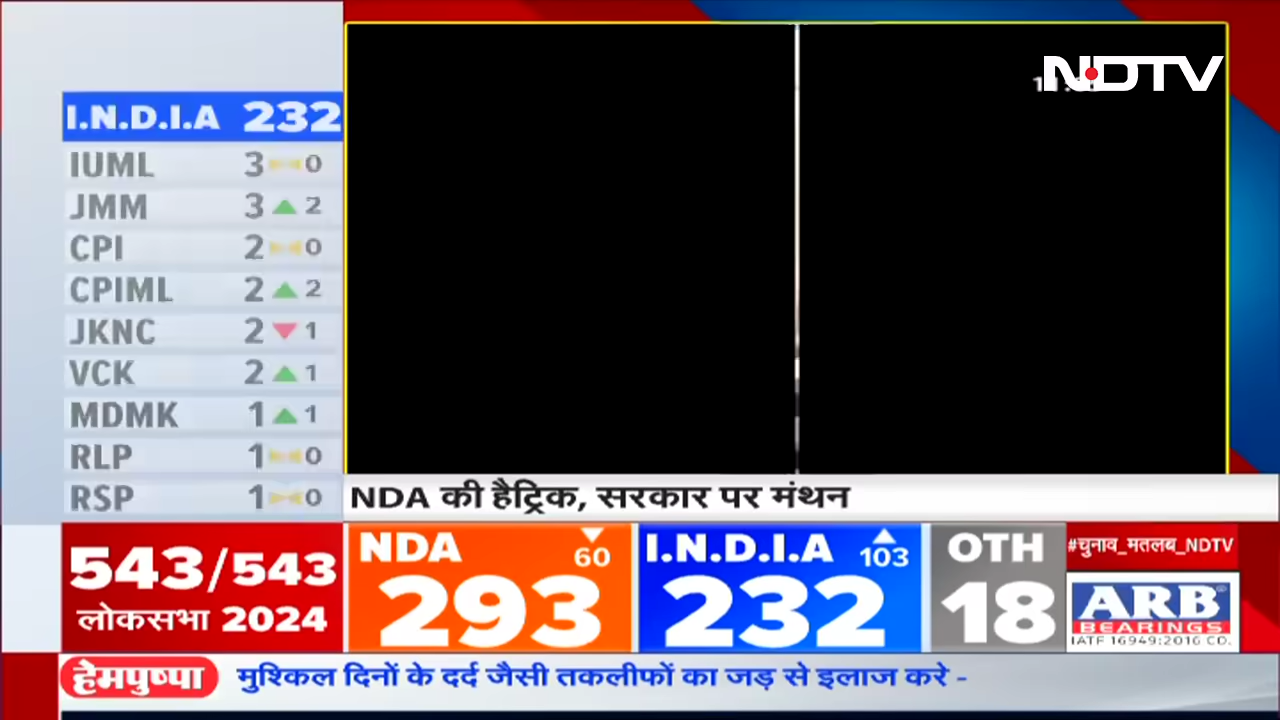 NDTV
I.N.D.I.A 232
IUML 3 0
JMM 3 2
CPI 2 0
CPIML 2 2
JKNC 2 1
VCK 2 1
MDMK 1 1
RLP 1 0
RSP 1 0
NDA की हैट्रिक, सरकार पर मंथन
543/543
लोकसभा 2024
NDA 60
293
I.N.D.I.A 103
232
OTH
18
#चुनाव_मतलब_NDTV
ARB
BEARINGS
IATF 16949:2016 CO.
हेमपुष्पा मुश्किल दिनों के दर्द जैसी तकलीफों का जड़ से इलाज करे -